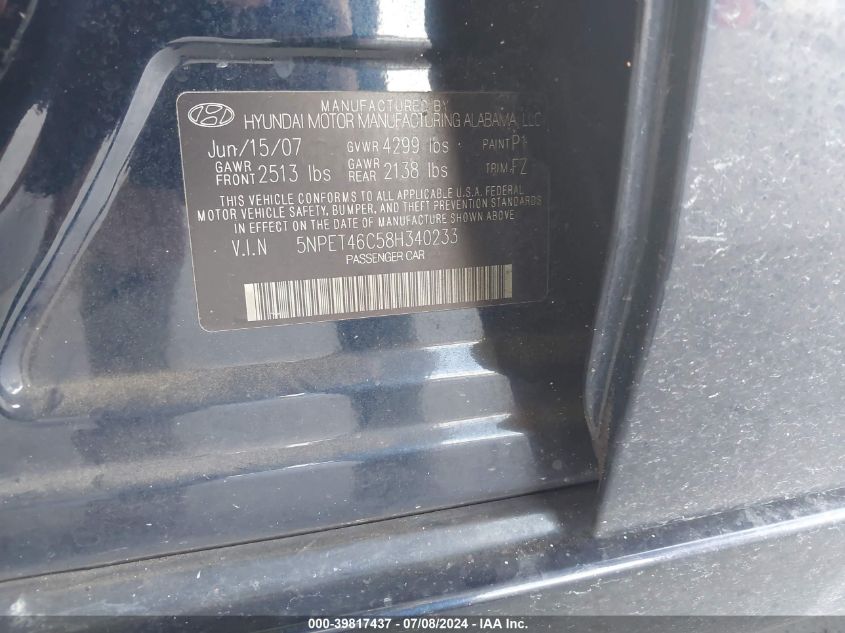 MANUFACTURED BY
HYUNDAI MOTOR MANUFACTURING ALABAMA, LLC
Jun/15/07 GVWR 4299 lbs PAINT P1
GAWR FRONT 2513 lbs GAWR REAR 2138 lbs TRIM FZ
THIS VEHICLE CONFORMS TO ALL APPLICABLE U.S.A. FEDERAL
MOTOR VEHICLE SAFETY, BUMPER, AND THEFT PREVENTION STANDARDS
IN EFFECT ON THE DATE OF MANUFACTURE SHOWN ABOVE
V.I.N 5NPET46C58H340233
PASSENGER CAR
000-39817437 - 07/08/2024 - IAAI.com